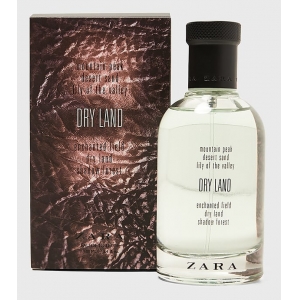 mountain peak
desert sand
lily of the valley
DRY LAND
enchanted field
dry land
shadow forest
ZARA
mountain peak
desert sand
lily of the valley
DRY LAND
enchanted field
dry land
shadow forest
ZARA